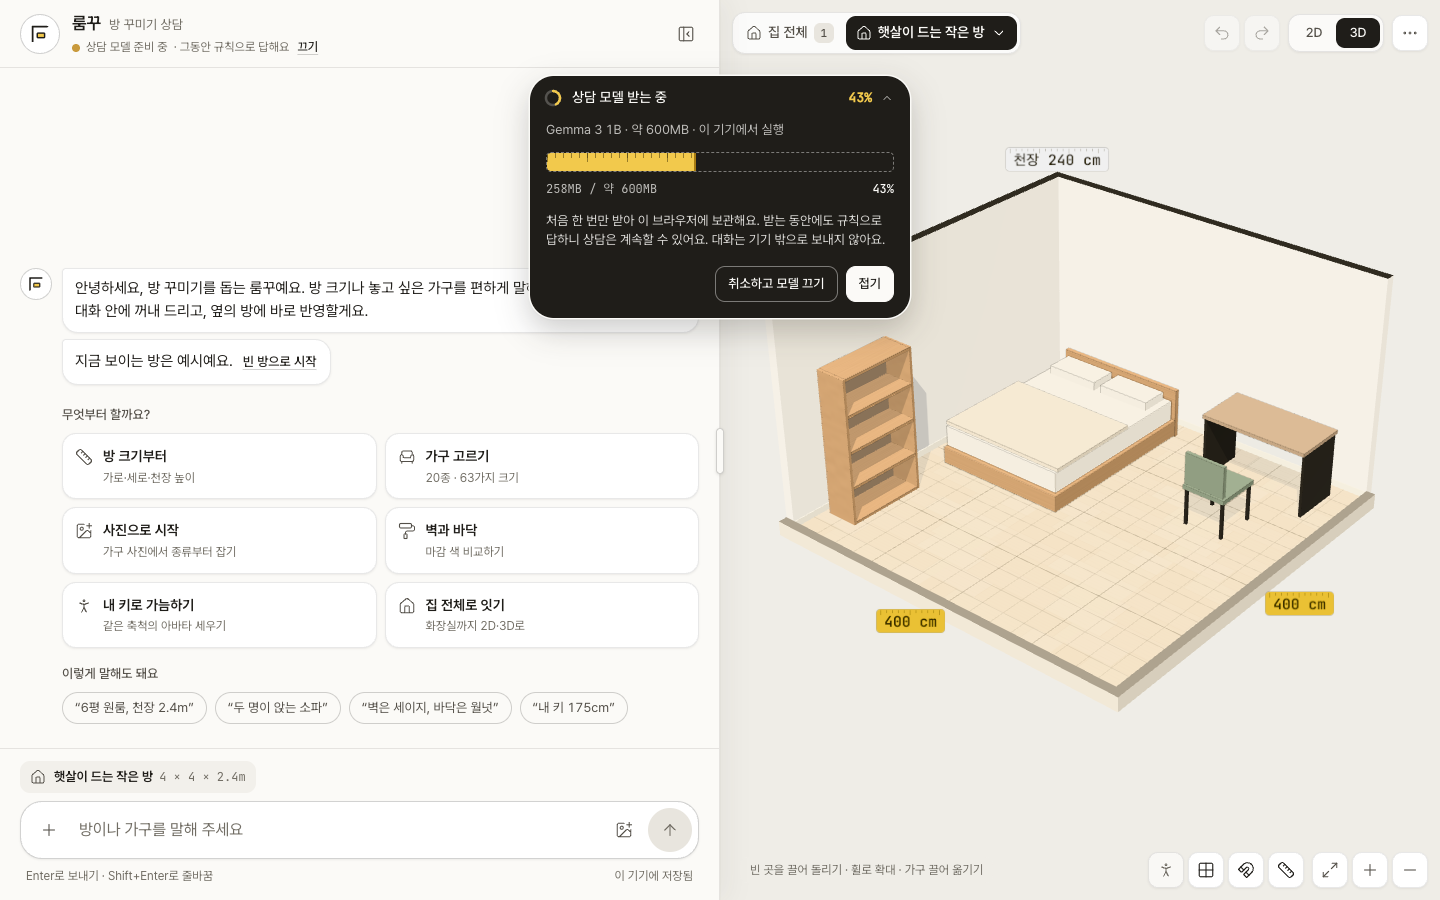 룸꾸 방 꾸미기 상담
상담 모델 준비 중 · 그동안 규칙으로 답해요 끄기
집 전체 1 햇살이 드는 작은 방
2D 3D
상담 모델 받는 중 43%
Gemma 3 1B · 약 600MB · 이 기기에서 실행
258MB / 약 600MB 43%
처음 한 번만 받아 이 브라우저에 보관해요. 받는 동안에도 규칙으로
답하니 상담은 계속할 수 있어요. 대화는 기기 밖으로 보내지 않아요.
취소하고 모델 끄기 접기
안녕하세요, 방 꾸미기를 돕는 룸꾸예요. 방 크기나 놓고 싶은 가구를 편하게
대화 안에 꺼내 드리고, 옆의 방에 바로 반영할게요.
지금 보이는 방은 예시예요. 빈 방으로 시작
무엇부터 할까요?
방 크기부터
가로·세로·천장 높이
가구 고르기
20종 · 63가지 크기
사진으로 시작
가구 사진에서 종류부터 잡기
벽과 바닥
마감 색 비교하기
내 키로 가늠하기
같은 축척의 아바타 세우기
집 전체로 잇기
화장실까지 2D·3D로
이렇게 말해도 돼요
“6평 원룸, 천장 2.4m” “두 명이 앉는 소파” “벽은 세이지, 바닥은 월넛” “내 키 175cm”
햇살이 드는 작은 방 4 × 4 × 2.4m
방이나 가구를 말해 주세요
Enter로 보내기 · Shift+Enter로 줄바꿈 이 기기에 저장됨
천장 240 cm
400 cm
400 cm
빈 곳을 끌어 돌리기 · 휠로 확대 · 가구 끌어 옮기기